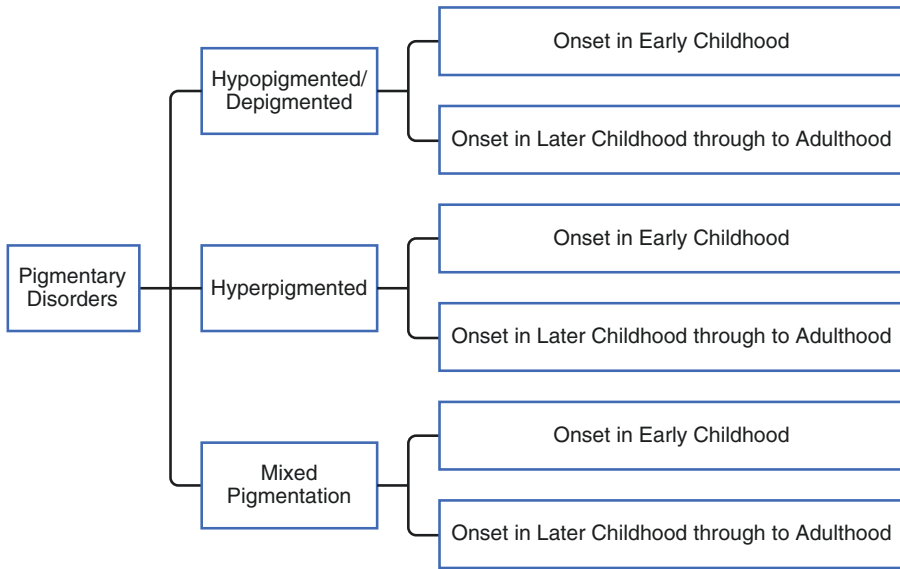 Pigmentary
Disorders
Hypopigmented/
Depigmented
Onset in Early Childhood
Onset in Later Childhood through to Adulthood
Hyperpigmented
Onset in Early Childhood
Onset in Later Childhood through to Adulthood
Mixed
Pigmentation
Onset in Early Childhood
Onset in Later Childhood through to Adulthood